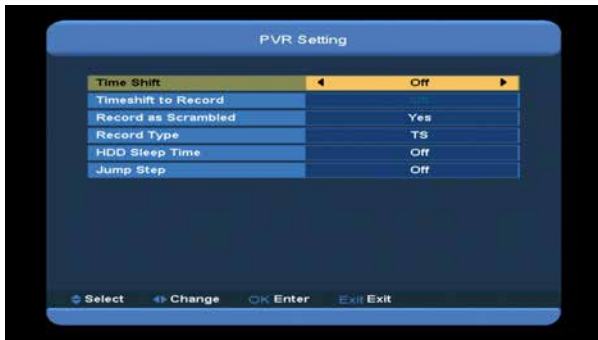 PVR Setting
Time Shift Off
Timeshift to Record
Record as Scrambled Yes
Record Type TS
HDD Sleep Time Off
Jump Step Off
Select Change OK Enter Exit Exit